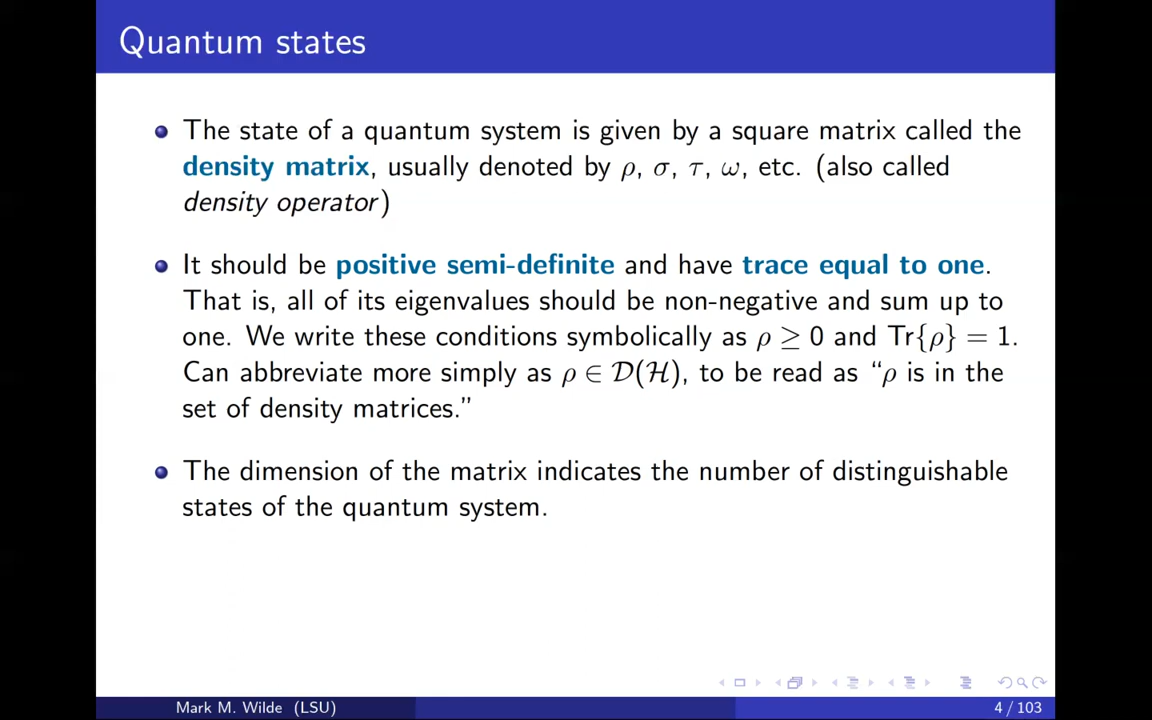 Quantum states
The state of a quantum system is given by a square matrix called the
density matrix, usually denoted by ρ, σ, τ, ω, etc. (also called
density operator)
It should be positive semi-definite and have trace equal to one.
That is, all of its eigenvalues should be non-negative and sum up to
one. We write these conditions symbolically as ρ ≥ 0 and Tr{ρ} = 1.
Can abbreviate more simply as ρ ∈ 𝒟(ℋ), to be read as “ρ is in the
set of density matrices.”
The dimension of the matrix indicates the number of distinguishable
states of the quantum system.
Mark M. Wilde (LSU)
4 / 103